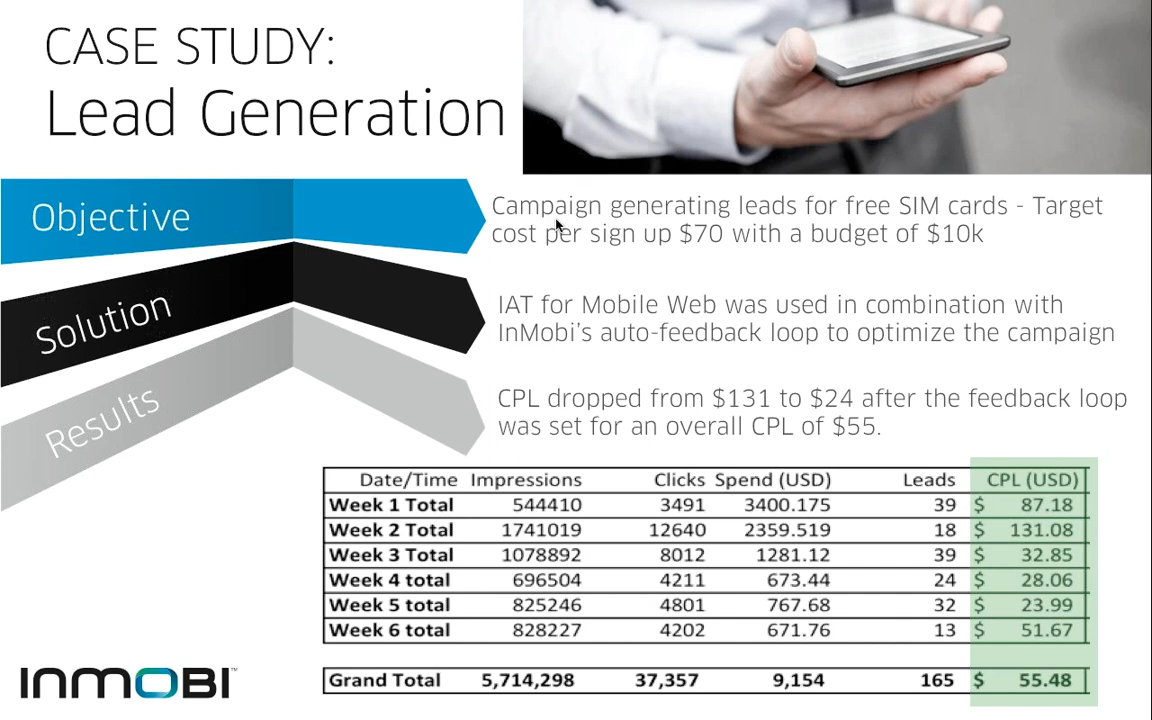 CASE STUDY:
Lead Generation
Objective
Campaign generating leads for free SIM cards - Target
cost per sign up $70 with a budget of $10k
Solution
IAT for Mobile Web was used in combination with
InMobi's auto-feedback loop to optimize the campaign
Results
CPL dropped from $131 to $24 after the feedback loop
was set for an overall CPL of $55.
Date/Time Impressions Clicks Spend (USD) Leads CPL (USD)
Week 1 Total 544410 3491 3400.175 39 $ 87.18
Week 2 Total 1741019 12640 2359.519 18 $ 131.08
Week 3 Total 1078892 8012 1281.12 39 $ 32.85
Week 4 total 696504 4211 673.44 24 $ 28.06
Week 5 total 825246 4801 767.68 32 $ 23.99
Week 6 total 828227 4202 671.76 13 $ 51.67
Grand Total 5,714,298 37,357 9,154 165 $ 55.48
INMOBI™